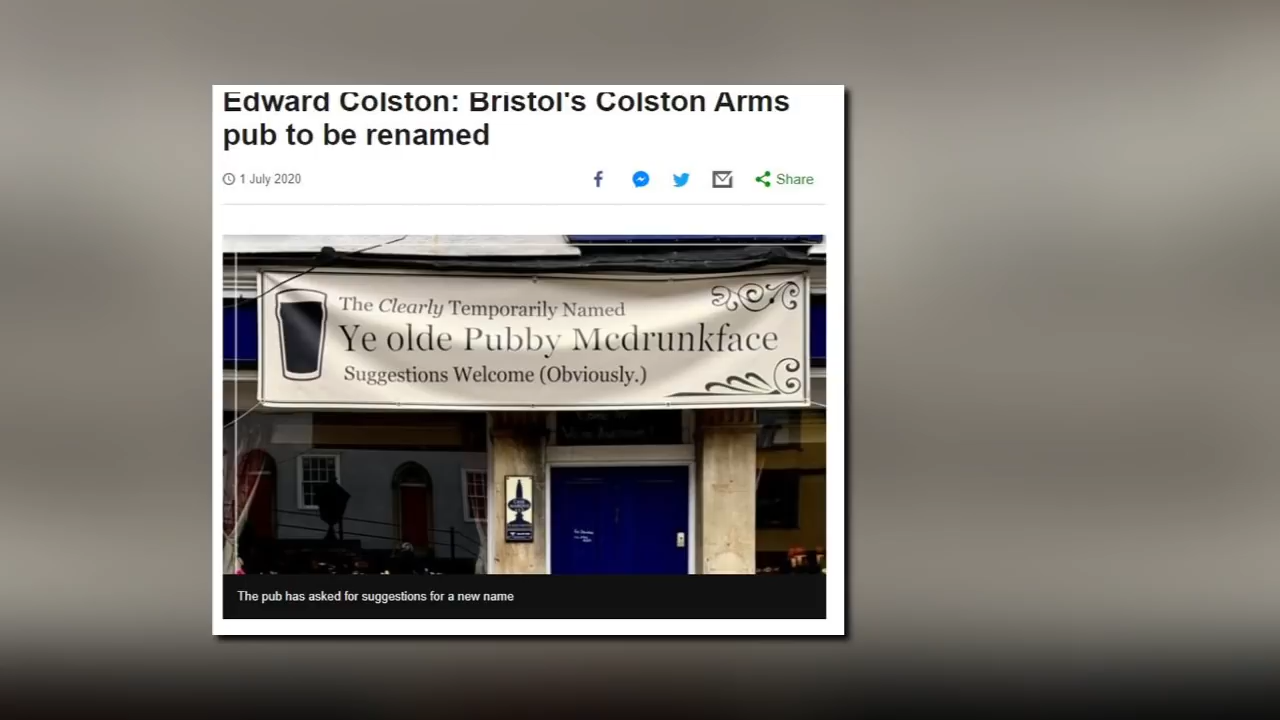 Edward Colston: Bristol's Colston Arms
pub to be renamed
1 July 2020
Share
The Clearly Temporarily Named
Ye olde Pubby Mcdrunkface
Suggestions Welcome (Obviously.)
The pub has asked for suggestions for a new name